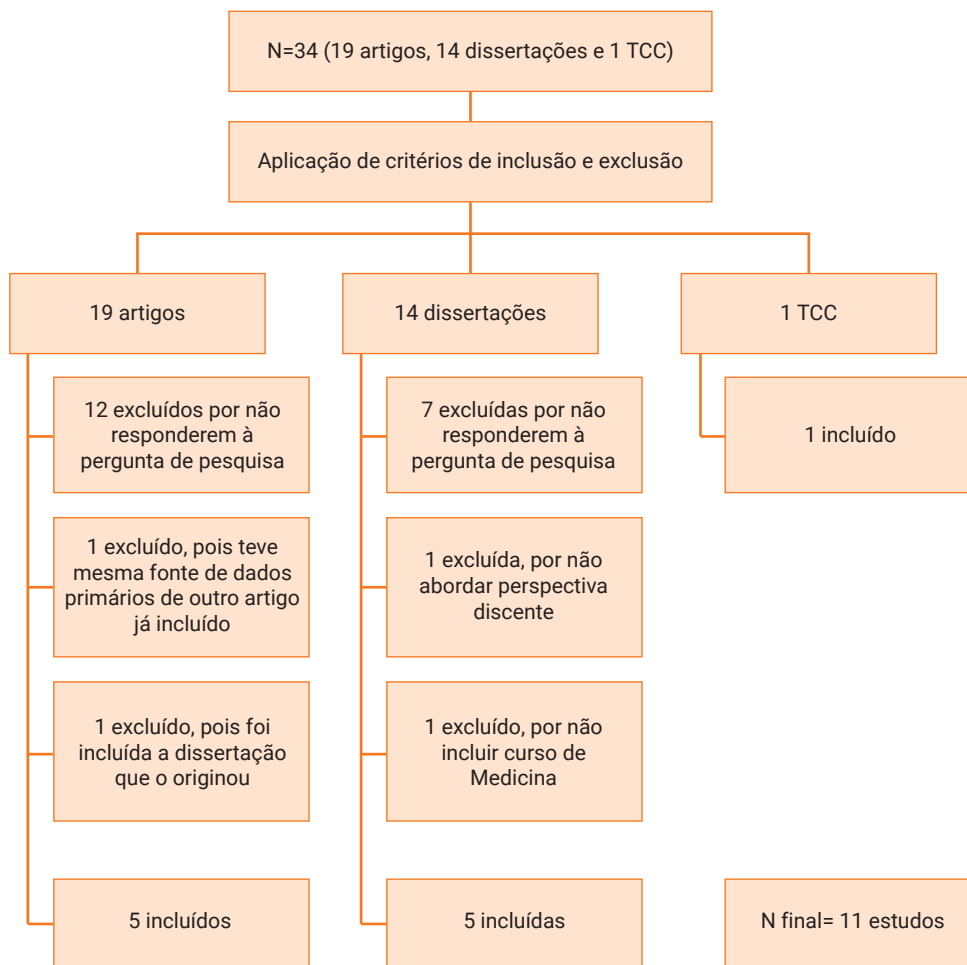 N=34 (19 artigos, 14 dissertações e 1 TCC)
Aplicação de critérios de inclusão e exclusão
19 artigos
12 excluídos por não
responderem à
pergunta de pesquisa
1 excluído, pois teve
mesma fonte de dados
primários de outro artigo
já incluído
1 excluído, pois foi
incluída a dissertação
que o originou
5 incluídos
14 dissertações
7 excluídas por não
responderem à
pergunta de pesquisa
1 excluída, por não
abordar perspectiva
discente
1 excluído, por não
incluir curso de
Medicina
5 incluídas
1 TCC
1 incluído
N final= 11 estudos